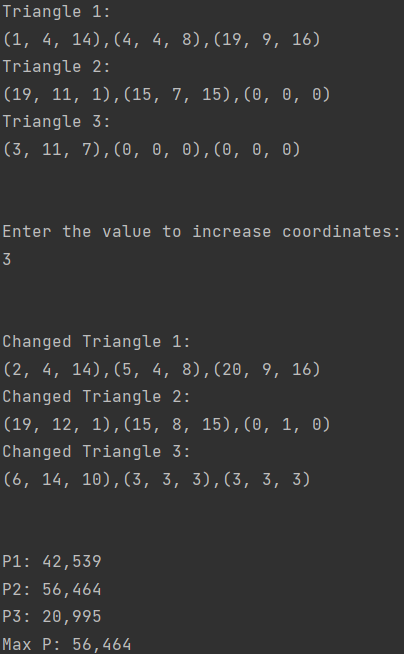 Triangle 1:
(1, 4, 14),(4, 4, 8),(19, 9, 16)
Triangle 2:
(19, 11, 1),(15, 7, 15),(0, 0, 0)
Triangle 3:
(3, 11, 7),(0, 0, 0),(0, 0, 0)
Enter the value to increase coordinates:
3
Changed Triangle 1:
(2, 4, 14),(5, 4, 8),(20, 9, 16)
Changed Triangle 2:
(19, 12, 1),(15, 8, 15),(0, 1, 0)
Changed Triangle 3:
(6, 14, 10),(3, 3, 3),(3, 3, 3)
P1: 42,539
P2: 56,464
P3: 20,995
Max P: 56,464